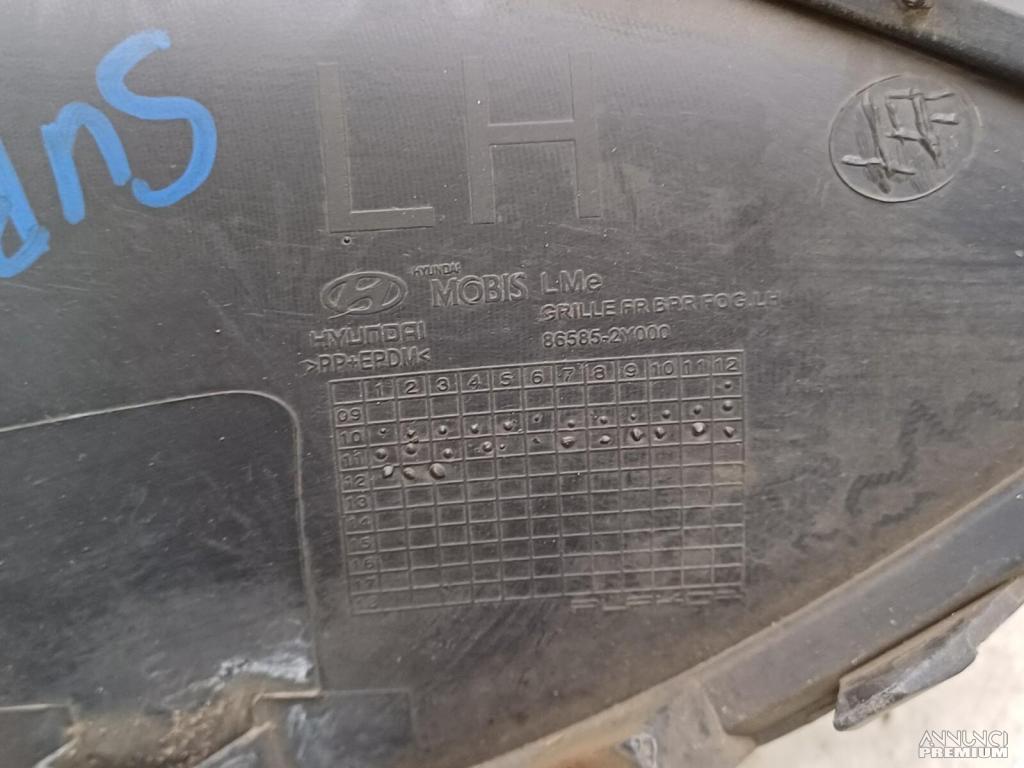 LH
HYUNDAI
MOBIS LMe
GRILLE FR BPR FOG.LH
HYUNDAI
86585-2Y000
>PP+EPDM<
1 2 3 4 5 6 7 8 9 10 11 12
09
10
11
12
13
14
15
16
17
18
ANNUNCI
PREMIUM